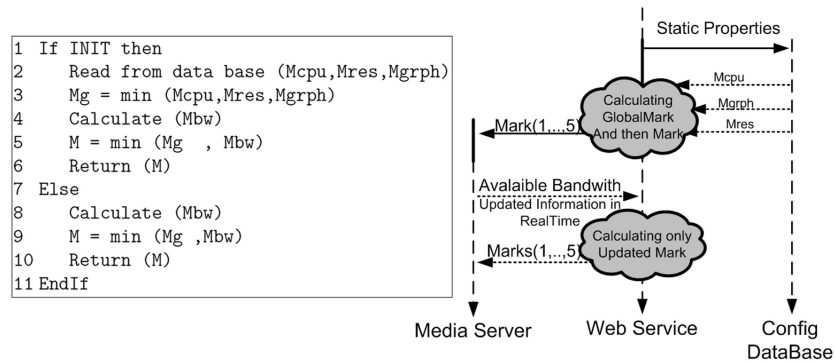 1 If INIT then
2 Read from data base (Mcpu,Mres,Mgrph)
3 Mg = min (Mcpu,Mres,Mgrph)
4 Calculate (Mbw)
5 M = min (Mg , Mbw)
6 Return (M)
7 Else
8 Calculate (Mbw)
9 M = min (Mg ,Mbw)
10 Return (M)
11 EndIf
Static Properties
Mcpu
Mgrph
Mres
Calculating
GlobalMark
And then Mark
Mark(1,..,5)
Avalaible Bandwith
Updated Information in
RealTime
Calculating only
Updated Mark
Marks(1,..,5)
Media Server
Web Service
Config
DataBase